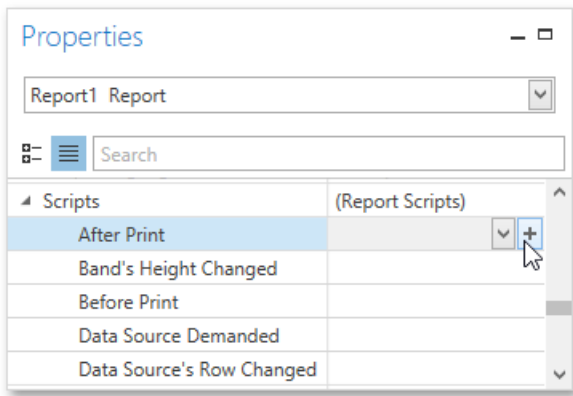 Properties
Report1 Report
Search
Scripts (Report Scripts)
After Print
Band's Height Changed
Before Print
Data Source Demanded
Data Source's Row Changed